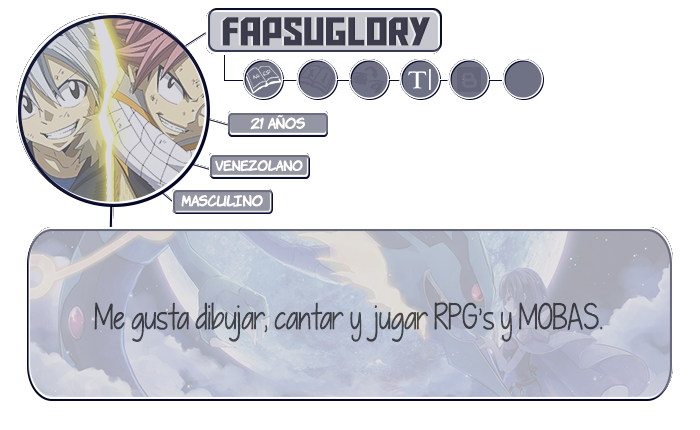 FAPSUGLORY
T
B
21 AÑOS
VENEZOLANO
MASCULINO
Me gusta dibujar, cantar y jugar RPG's y MOBAS.